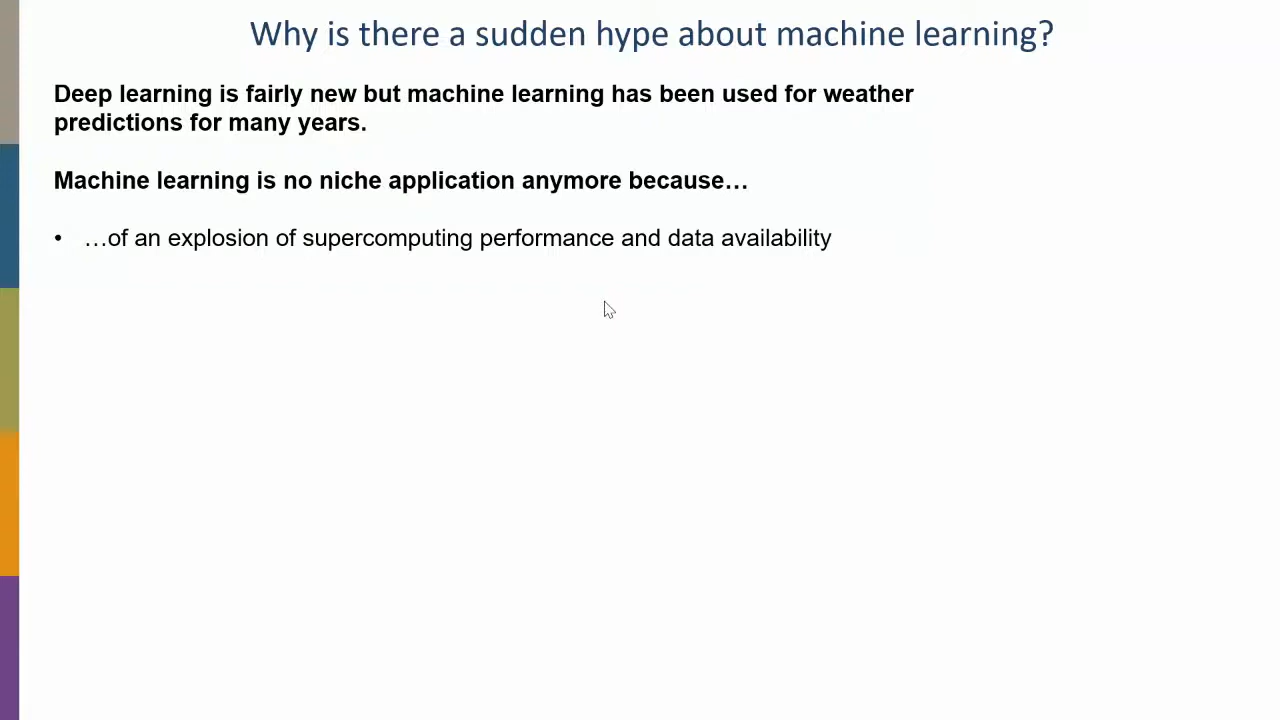 Why is there a sudden hype about machine learning?
Deep learning is fairly new but machine learning has been used for weather
predictions for many years.
Machine learning is no niche application anymore because…
• …of an explosion of supercomputing performance and data availability